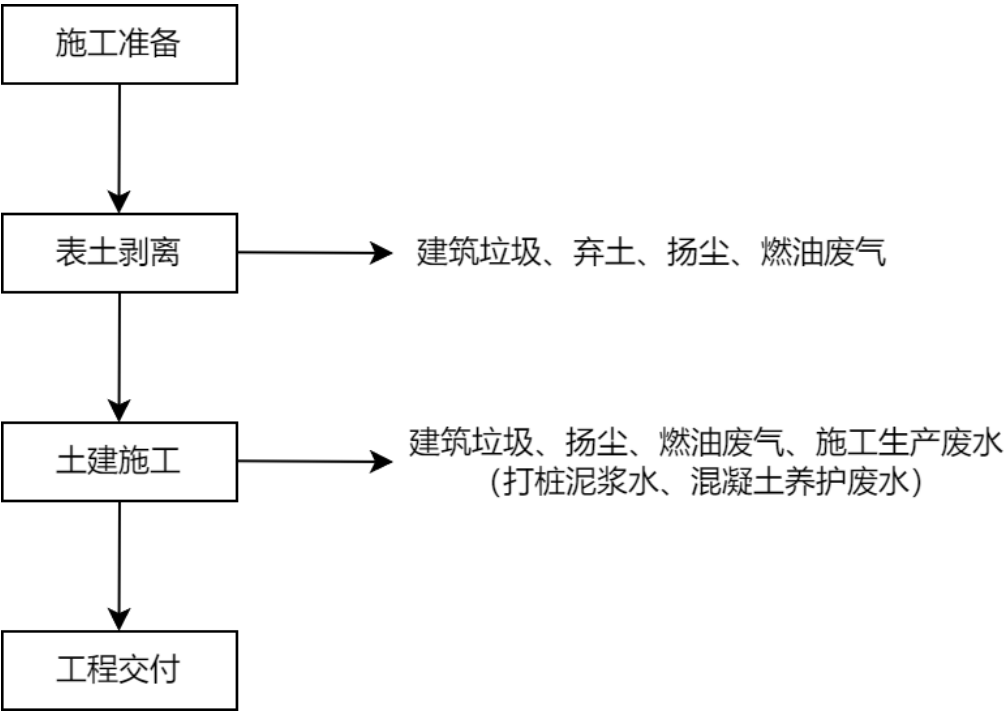 施工准备
表土剥离
建筑垃圾、弃土、扬尘、燃油废气
土建施工
建筑垃圾、扬尘、燃油废气、施工生产废水
（打桩泥浆水、混凝土养护废水）
工程交付